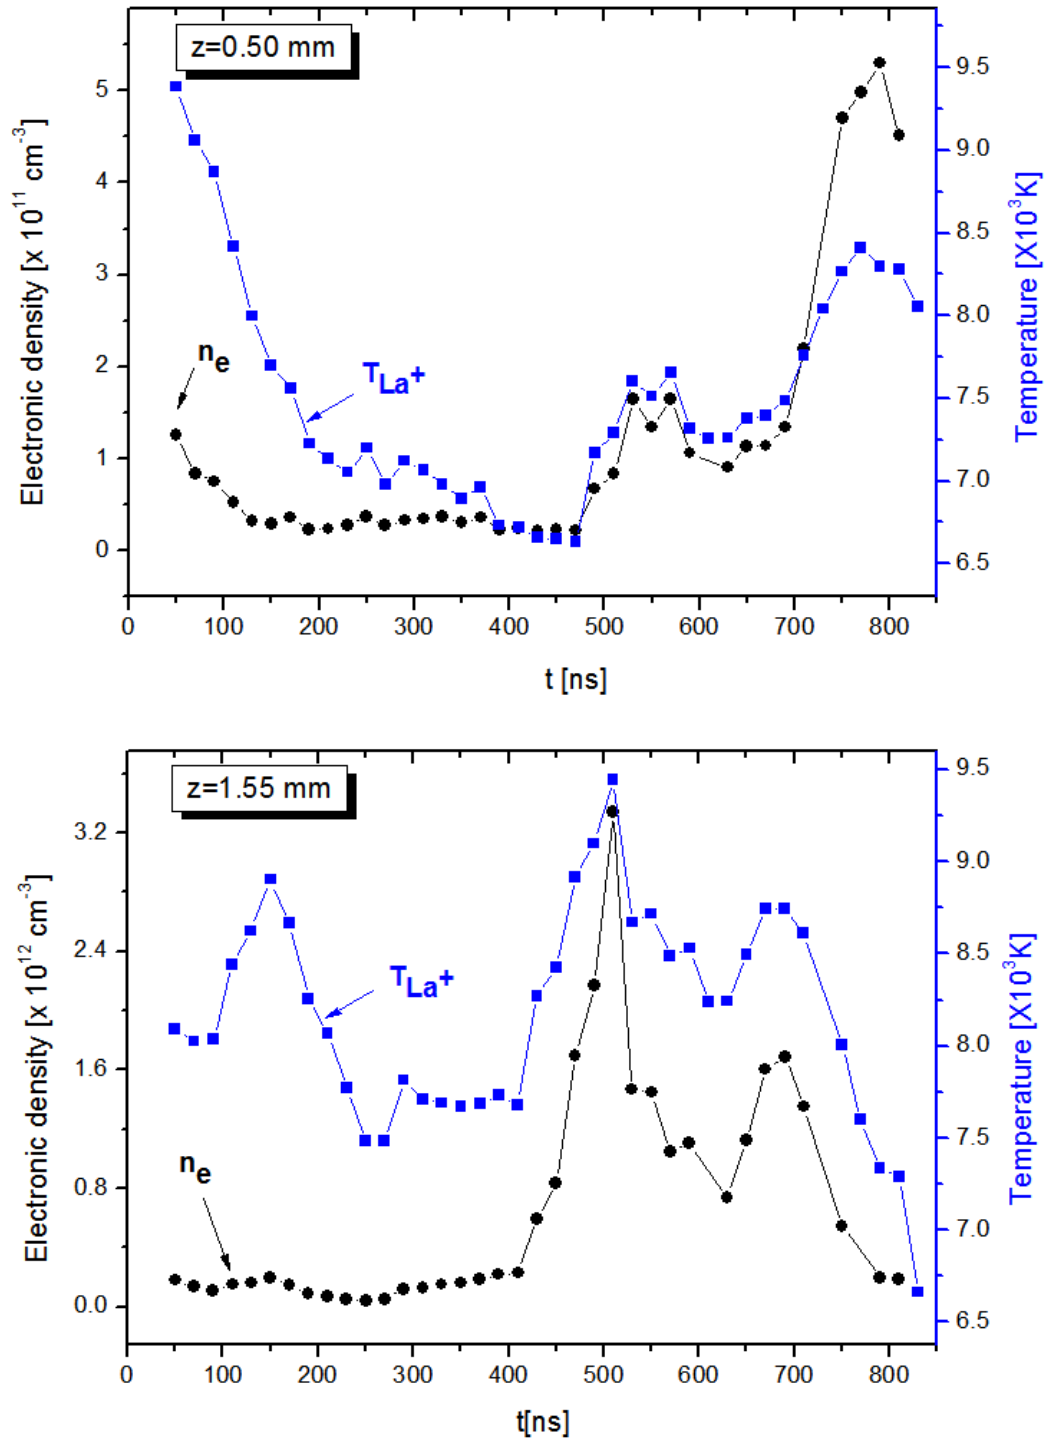 z=0.50 mm
Electronic density [x 10^11 cm^-3]
5
4
3
2
1
0
n_e
T_La+
9.5
9.0
8.5
8.0
7.5
7.0
6.5
Temperature [X10^3K]
0 100 200 300 400 500 600 700 800
t [ns]
z=1.55 mm
Electronic density [x 10^12 cm^-3]
3.2
2.4
1.6
0.8
0.0
T_La+
n_e
9.5
9.0
8.5
8.0
7.5
7.0
6.5
Temperature [X10^3K]
0 100 200 300 400 500 600 700 800
t[ns]